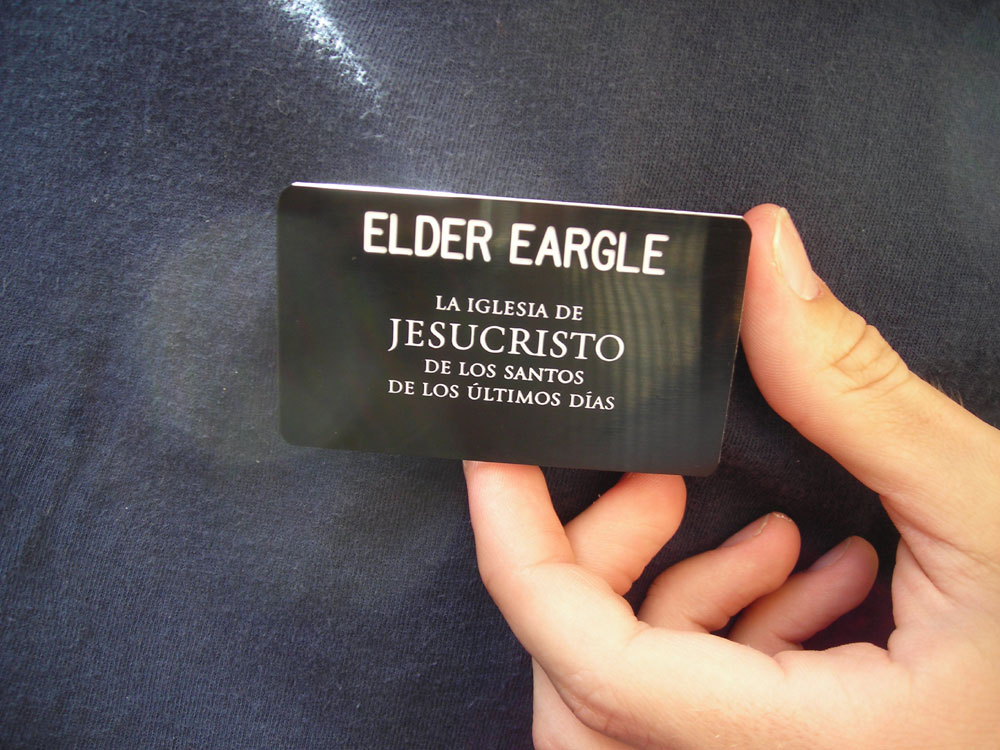 ELDER EARGLE
LA IGLESIA DE
JESUCRISTO
DE LOS SANTOS
DE LOS ÚLTIMOS DÍAS